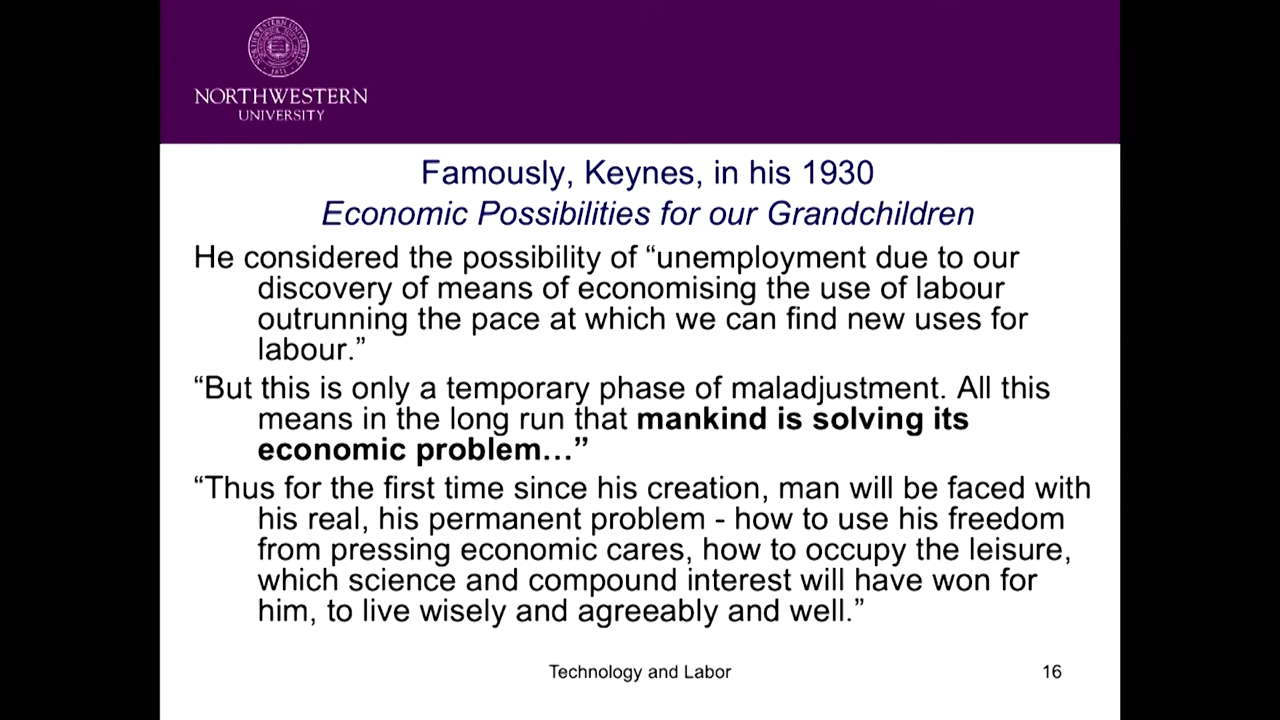 NORTHWESTERN
UNIVERSITY
Famously, Keynes, in his 1930
Economic Possibilities for our Grandchildren
He considered the possibility of “unemployment due to our
discovery of means of economising the use of labour
outrunning the pace at which we can find new uses for
labour.”
“But this is only a temporary phase of maladjustment. All this
means in the long run that mankind is solving its
economic problem…”
“Thus for the first time since his creation, man will be faced with
his real, his permanent problem - how to use his freedom
from pressing economic cares, how to occupy the leisure,
which science and compound interest will have won for
him, to live wisely and agreeably and well.”
Technology and Labor
16